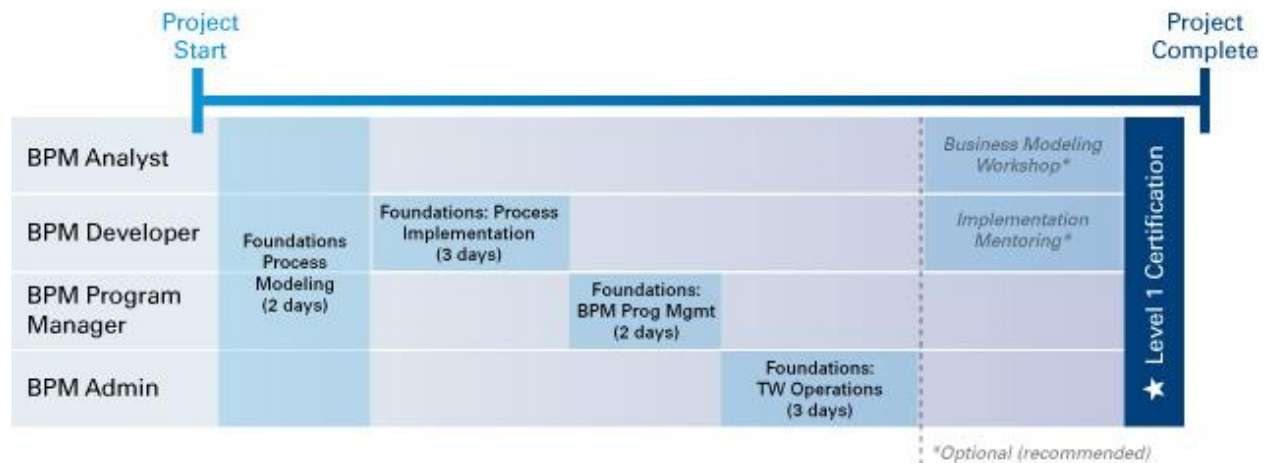 Project
Start
Project
Complete
BPM Analyst
Business Modeling
Workshop*
BPM Developer
Foundations
Process
Modeling
(2 days)
Foundations: Process
Implementation
(3 days)
Implementation
Mentoring*
BPM Program
Manager
Foundations:
BPM Prog Mgmt
(2 days)
BPM Admin
Foundations:
TW Operations
(3 days)
Level 1 Certification
*Optional (recommended)